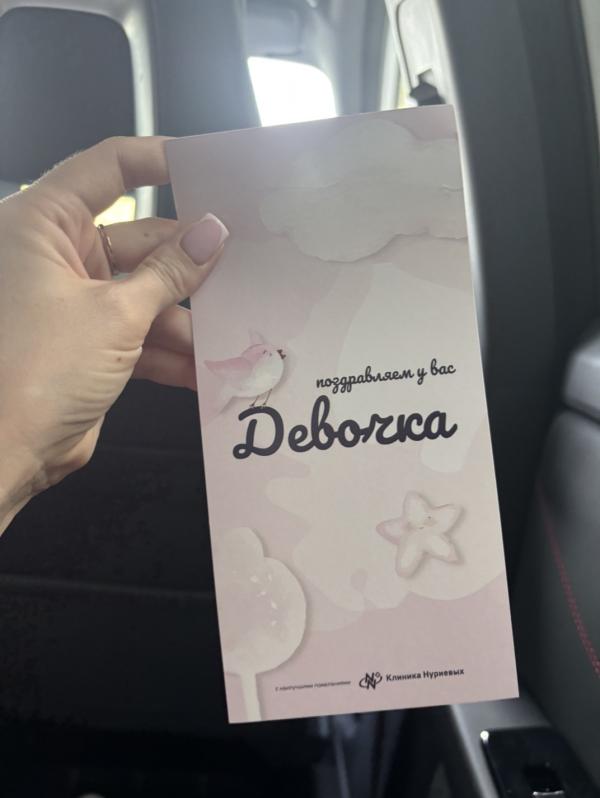 поздравляем у вас
Девочка
с наилучшими пожеланиями
Клиника Нуриевых